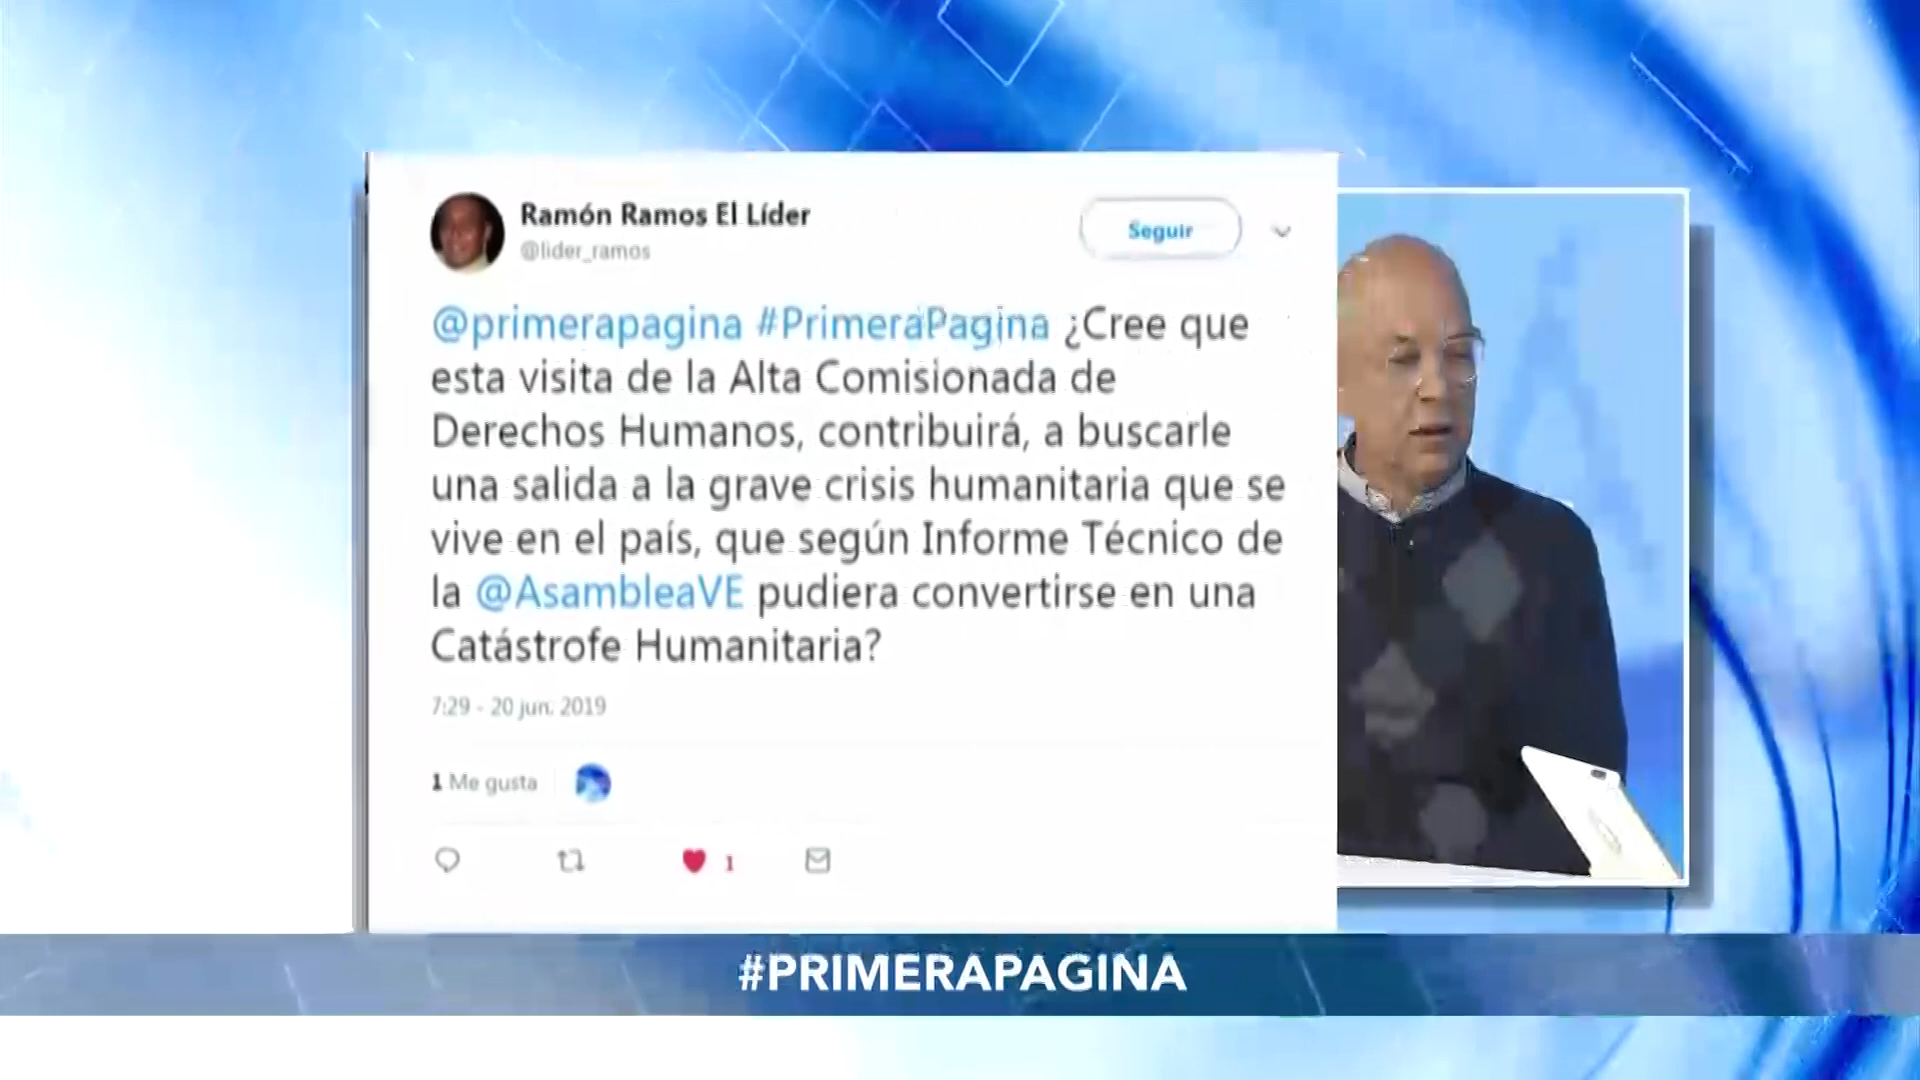 Ramón Ramos El Líder
@lider_ramos
Seguir
@primerapagina #PrimeraPagina ¿Cree que
esta visita de la Alta Comisionada de
Derechos Humanos, contribuirá, a buscarle
una salida a la grave crisis humanitaria que se
vive en el país, que según Informe Técnico de
la @AsambleaVE pudiera convertirse en una
Catástrofe Humanitaria?
7:29 - 20 jun. 2019
1 Me gusta
1
#PRIMERAPAGINA